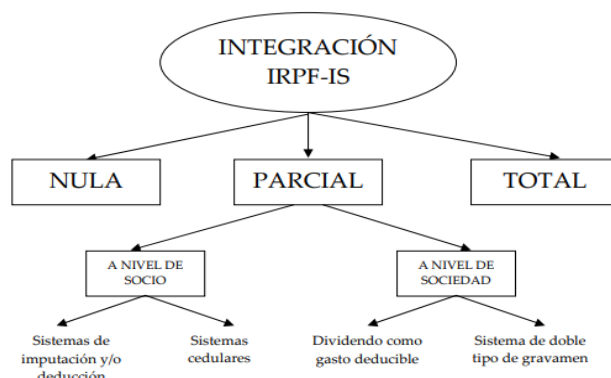 INTEGRACIÓN
IRPF-IS
NULA
PARCIAL
TOTAL
A NIVEL DE
SOCIO
A NIVEL DE
SOCIEDAD
Sistemas de
imputación y/o
deducción
Sistemas
cedulares
Dividendo como
gasto deducible
Sistema de doble
tipo de gravamen